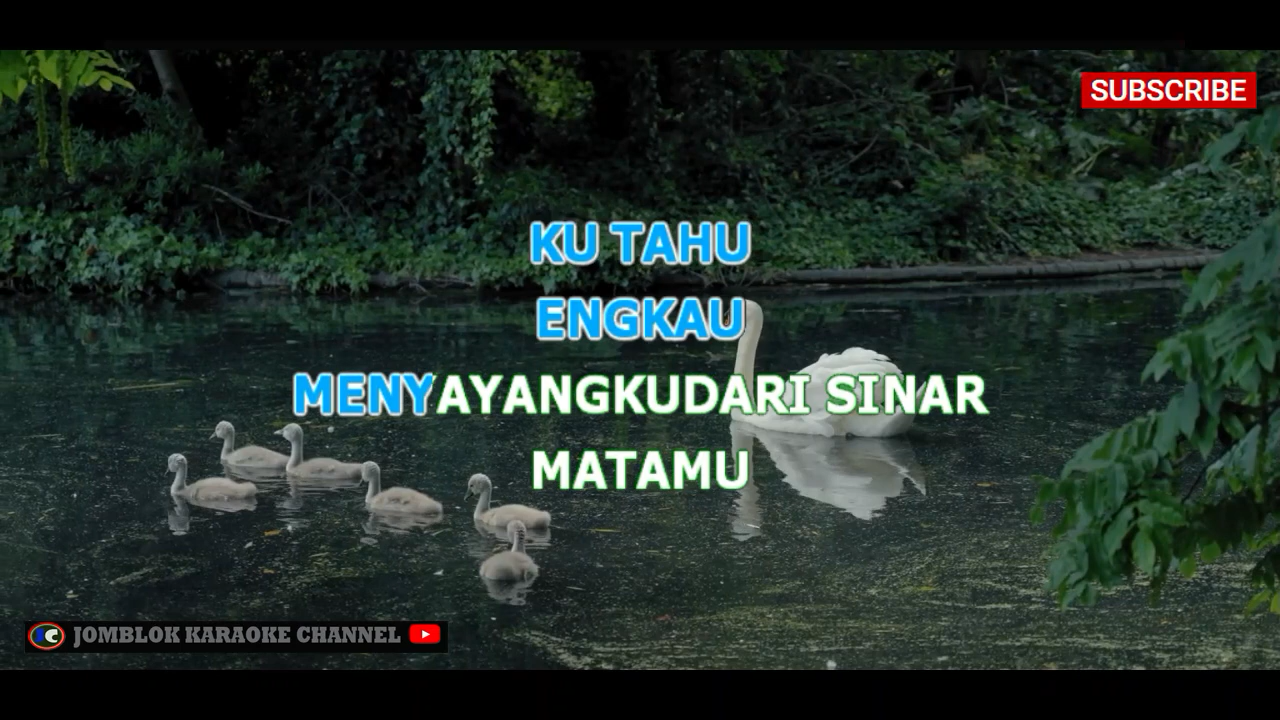 SUBSCRIBE
KU TAHU
ENGKAU
MENYAYANGKUDARI SINAR
MATAMU
JOMBLOK KARAOKE CHANNEL